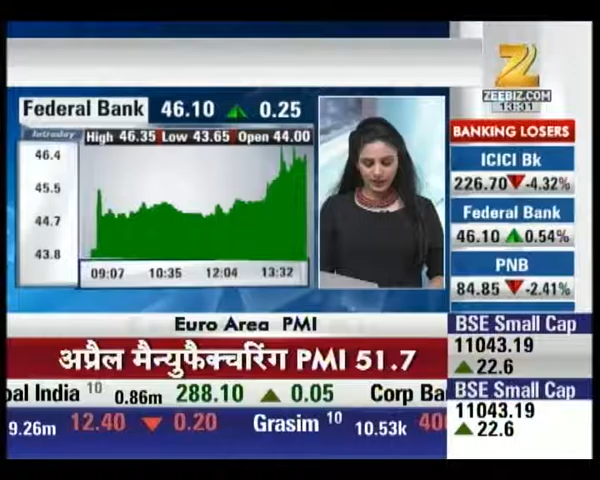 ZEEBIZ.COM
13:31
Federal Bank 46.10 0.25
Intraday High 46.35 Low 43.65 Open 44.00
46.4
45.5
44.7
43.8
09:07 10:35 12:04 13:32
BANKING LOSERS
ICICI Bk
226.70 -4.32%
Federal Bank
46.10 0.54%
PNB
84.85 -2.41%
Euro Area PMI
अप्रैल मैन्युफैक्चरिंग PMI 51.7
BSE Small Cap
11043.19
22.6
BSE Small Cap
11043.19
22.6
oal India 10 0.86m 288.10 0.05 Corp Ba
9.26m 12.40 0.20 Grasim 10 10.53k 40